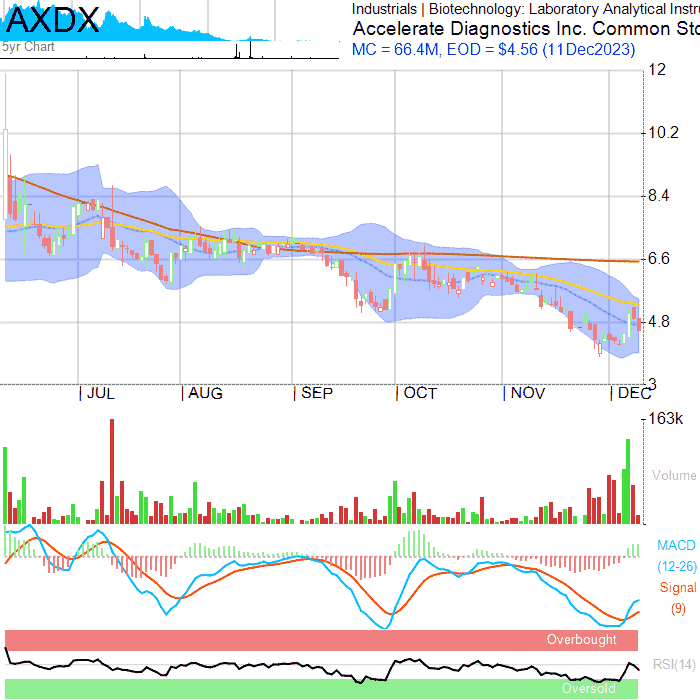 AXDX
5yr Chart
Industrials | Biotechnology: Laboratory Analytical Instru
Accelerate Diagnostics Inc. Common Sto
MC = 66.4M, EOD = $4.56 (11Dec2023)
12
10.2
8.4
6.6
4.8
3
JUL AUG SEP OCT NOV DEC
163k
Volume
MACD
(12-26)
Signal
(9)
Overbought
RSI(14)
Oversold